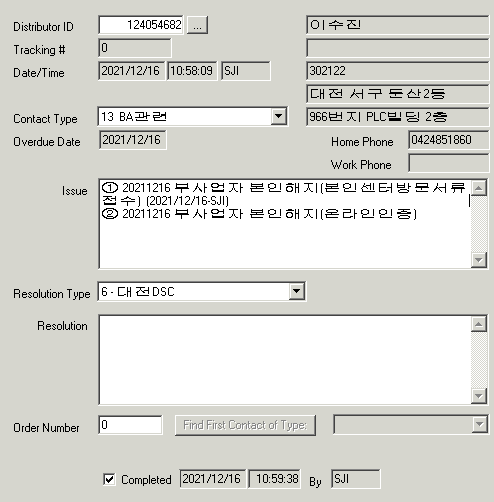 Distributor ID 124054682 ... 이수진
Tracking # 0
Date/Time 2021/12/16 10:58:09 SJI 302122
대전 서구 둔산2동
Contact Type 13 BA관련 966번지 PLC빌딩 2층
Overdue Date 2021/12/16 Home Phone 0424851860
Work Phone
Issue ① 20211216 부사업자 본인해지(본인센터방문서류
접수) (2021/12/16-SJI)
② 20211216 부사업자 본인해지(온라인인증)
Resolution Type 6 - 대전DSC
Resolution
Order Number 0 Find First Contact of Type:
Completed 2021/12/16 10:59:38 By SJI